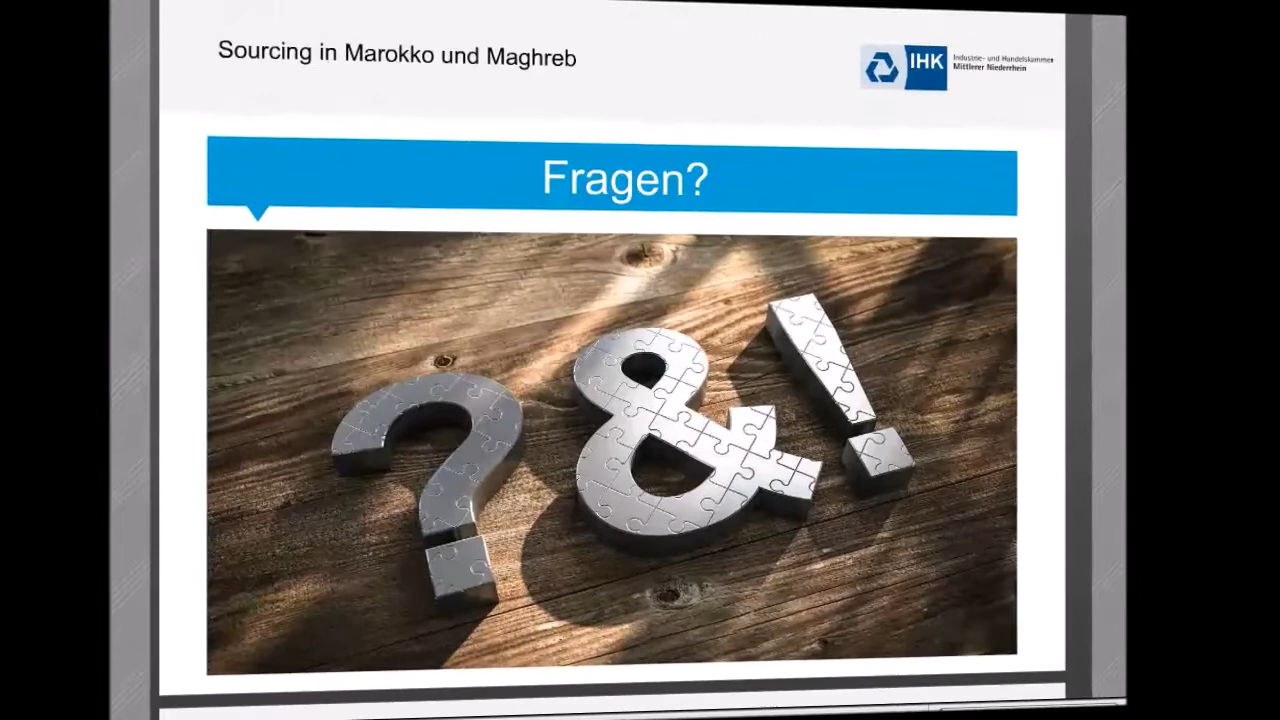 Sourcing in Marokko und Maghreb
IHK
Industrie- und Handelskammer
Mittlerer Niederrhein
Fragen?
? & !